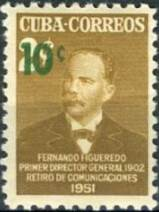 CUBA-CORREOS
10¢
FERNANDO FIGUEREDO
PRIMER DIRECTOR GENERAL 1902
RETIRO DE COMUNICACIONES
1951